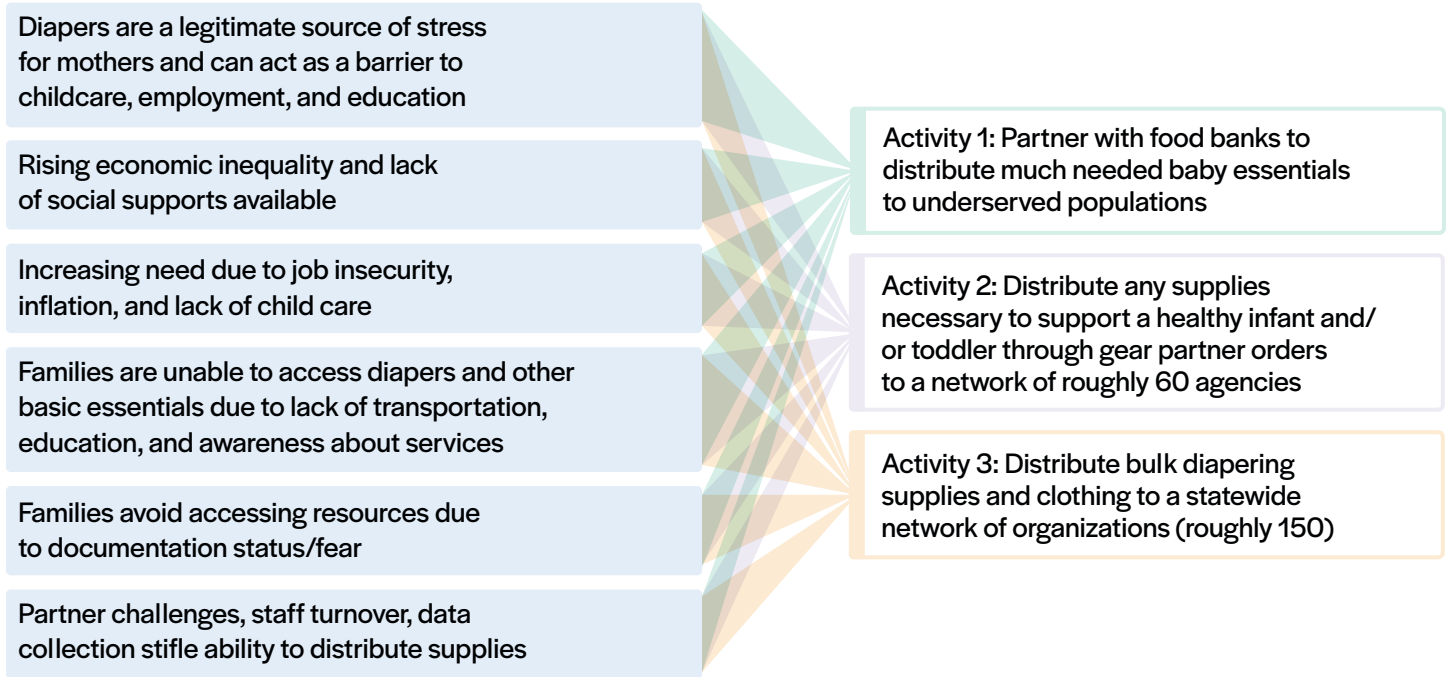 Diapers are a legitimate source of stress
for mothers and can act as a barrier to
childcare, employment, and education
Rising economic inequality and lack
of social supports available
Increasing need due to job insecurity,
inflation, and lack of child care
Families are unable to access diapers and other
basic essentials due to lack of transportation,
education, and awareness about services
Families avoid accessing resources due
to documentation status/fear
Partner challenges, staff turnover, data
collection stifle ability to distribute supplies
Activity 1: Partner with food banks to
distribute much needed baby essentials
to underserved populations
Activity 2: Distribute any supplies
necessary to support a healthy infant and/
or toddler through gear partner orders
to a network of roughly 60 agencies
Activity 3: Distribute bulk diapering
supplies and clothing to a statewide
network of organizations (roughly 150)